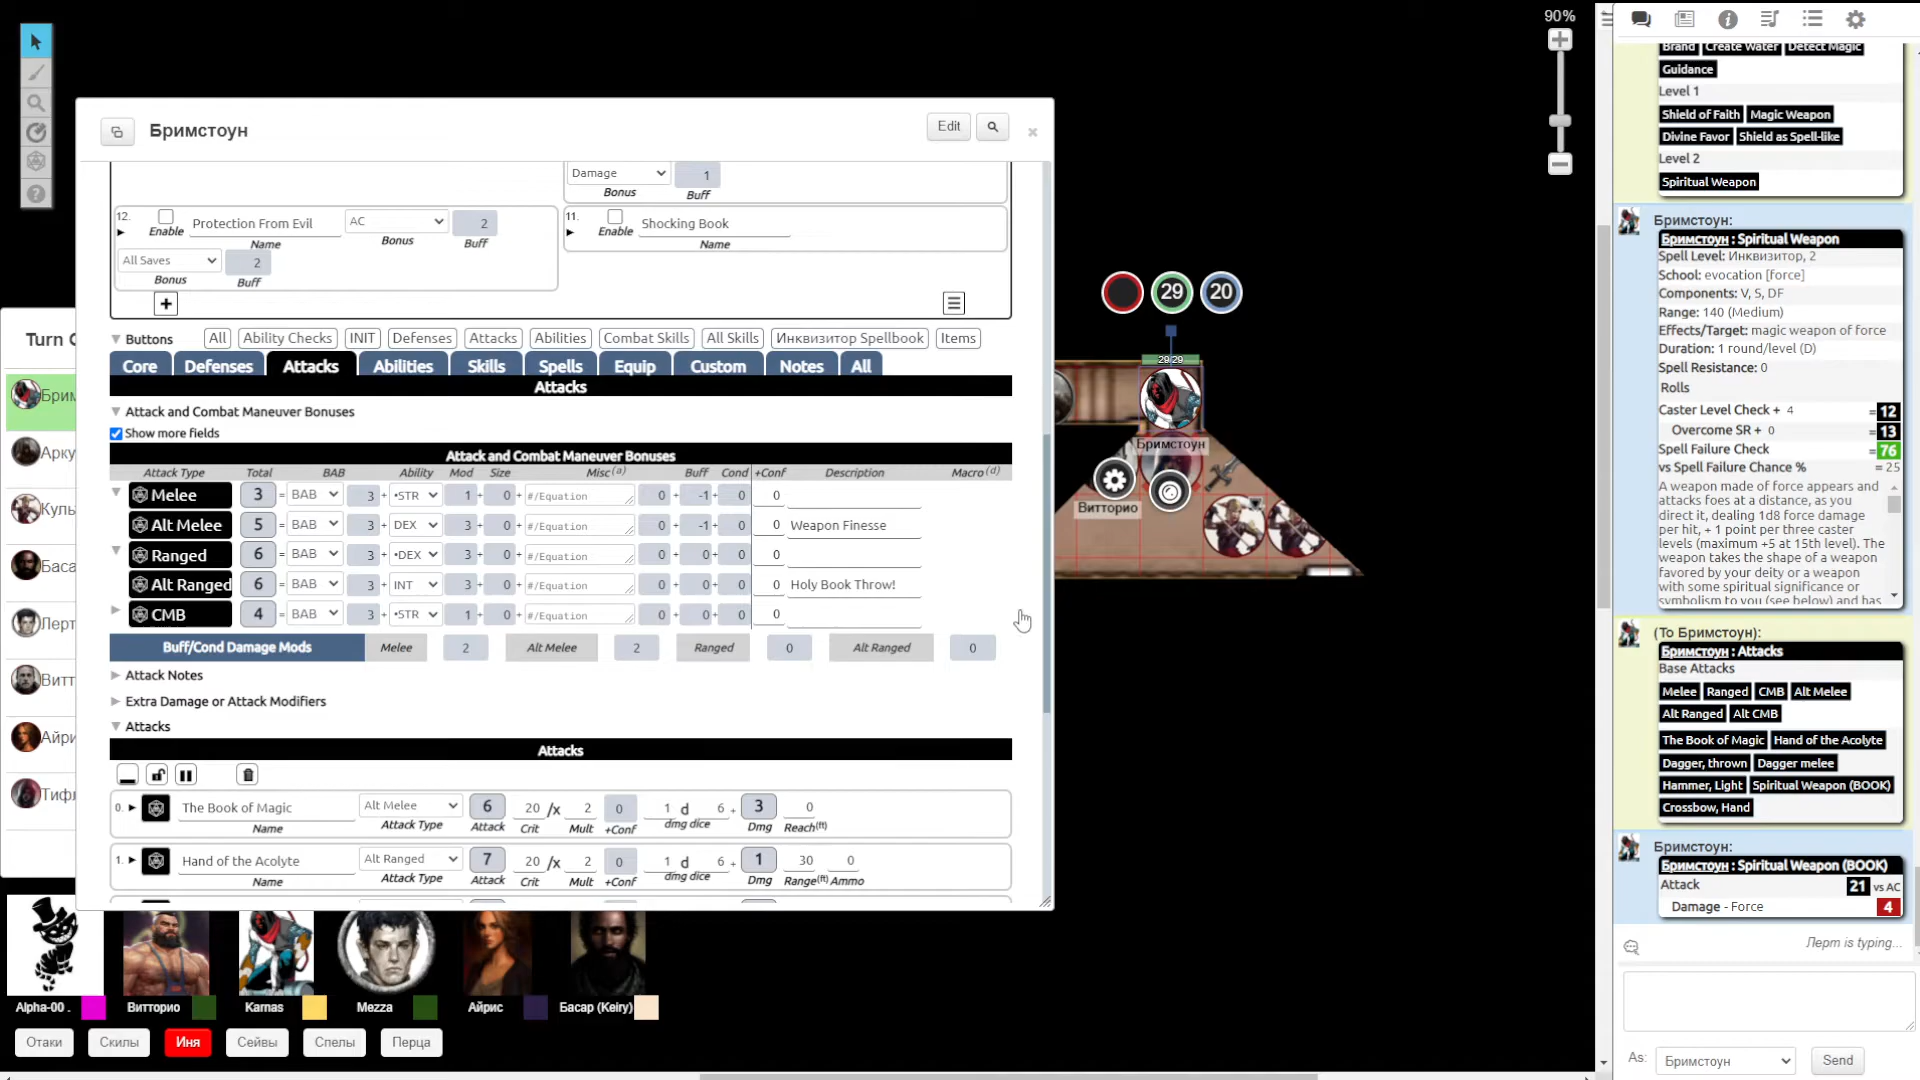 90%
Бримстоун
Edit
Damage 1
Bonus Buff
12. Enable Protection From Evil AC 2
Name Bonus Buff
All Saves 2
Bonus Buff
11. Enable Shocking Book
Name
Buttons All Ability Checks INIT Defenses Attacks Abilities Combat Skills All Skills Инквизитор Spellbook Items
Core Defenses Attacks Abilities Skills Spells Equip Custom Notes All
Attacks
Attack and Combat Maneuver Bonuses
Show more fields
Attack and Combat Maneuver Bonuses
Attack Type Total BAB Ability Mod Size Misc(a) Buff Cond +Conf Description Macro(d)
Melee 3 = BAB 3 + •STR 1 + 0 + #/Equation 0 + -1 + 0 0
Alt Melee 5 = BAB 3 + DEX 3 + 0 + #/Equation 0 + -1 + 0 0 Weapon Finesse
Ranged 6 = BAB 3 + •DEX 3 + 0 + #/Equation 0 + 0 + 0 0
Alt Ranged 6 = BAB 3 + INT 3 + 0 + #/Equation 0 + 0 + 0 0 Holy Book Throw!
CMB 4 = BAB 3 + •STR 1 + 0 + #/Equation 0 + 0 + 0 0
Buff/Cond Damage Mods Melee 2 Alt Melee 2 Ranged 0 Alt Ranged 0
Attack Notes
Extra Damage or Attack Modifiers
Attacks
Attacks
0. The Book of Magic Alt Melee 6 20 /x 2 0 1 d 6 + 3 0
Name Attack Type Attack Crit Mult +Conf dmg dice Dmg Reach(ft)
1. Hand of the Acolyte Alt Ranged 7 20 /x 2 0 1 d 6 + 1 30 0
Name Attack Type Attack Crit Mult +Conf dmg dice Dmg Range(ft) Ammo
Turn
Брим
Арку
Куль
Баса
Лерт
Витт
Айри
Тифл
29 20
29/29
Бримстоун
Витторио
Alpha-00 .
Витторио
Karnas
Mezza
Айрис
Басар (Keiry)
Отаки Скилы Иня Сейвы Спелы Перца
Brand Create Water Detect Magic
Guidance
Level 1
Shield of Faith Magic Weapon
Divine Favor Shield as Spell-like
Level 2
Spiritual Weapon
Бримстоун:
Бримстоун : Spiritual Weapon
Spell Level: Инквизитор, 2
School: evocation [force]
Components: V, S, DF
Range: 140 (Medium)
Effects/Target: magic weapon of force
Duration: 1 round/level (D)
Spell Resistance: 0
Rolls
Caster Level Check + 4 =12
Overcome SR + 0 =13
Spell Failure Check 76
vs Spell Failure Chance % = 25
A weapon made of force appears and
attacks foes at a distance, as you
direct it, dealing 1d8 force damage
per hit, + 1 point per three caster
levels (maximum +5 at 15th level). The
weapon takes the shape of a weapon
favored by your deity or a weapon
with some spiritual significance or
symbolism to you (see below) and has
(To Бримстоун):
Бримстоун : Attacks
Base Attacks
Melee Ranged CMB Alt Melee
Alt Ranged Alt CMB
The Book of Magic Hand of the Acolyte
Dagger, thrown Dagger melee
Hammer, Light Spiritual Weapon (BOOK)
Crossbow, Hand
Бримстоун:
Бримстоун : Spiritual Weapon (BOOK)
Attack 21 vs AC
Damage - Force 4
Лерт is typing...
As: Бримстоун Send